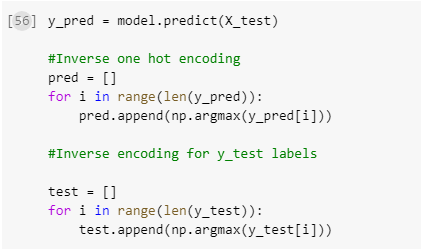 [56] y_pred = model.predict(X_test)
#Inverse one hot encoding
pred = []
for i in range(len(y_pred)):
    pred.append(np.argmax(y_pred[i]))
#Inverse encoding for y_test labels
test = []
for i in range(len(y_test)):
    test.append(np.argmax(y_test[i]))